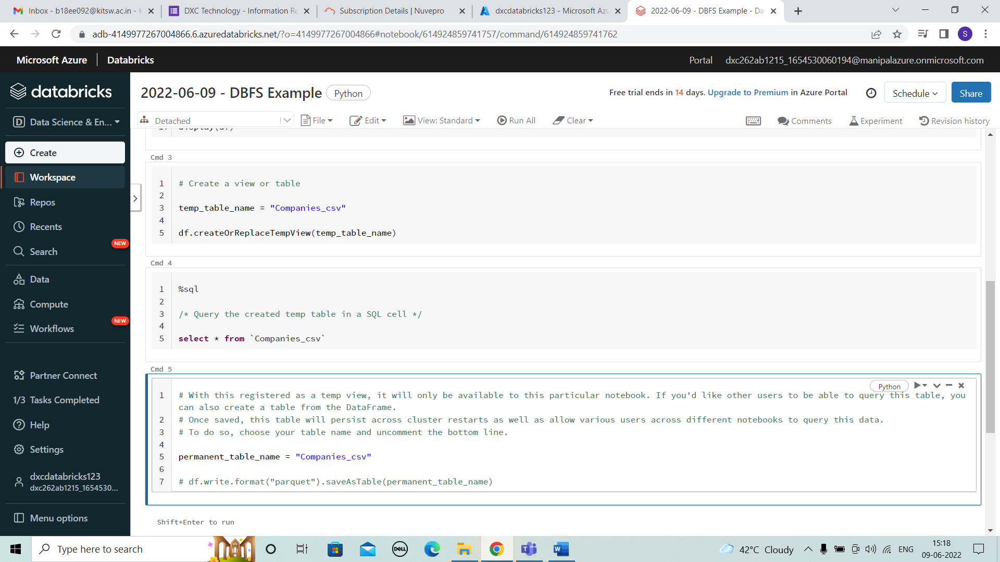 Inbox - b18ee092@kitsw.ac.in - K
DXC Technology - Information Re
Subscription Details | Nuvepro
dxcdatabricks123 - Microsoft Azu
2022-06-09 - DBFS Example - Da
adb-4149977267004866.6.azuredatabricks.net/?o=4149977267004866#notebook/614924859741757/command/614924859741762
S
Microsoft Azure
Databricks
Portal
dxc262ab1215_1654530060194@manipalazure.onmicrosoft.com
databricks
2022-06-09 - DBFS Example
Python
Free trial ends in 14 days. Upgrade to Premium in Azure Portal
Schedule
Share
D
Data Science & En...
Detached
File
Edit
View: Standard
Run All
Clear
Comments
Experiment
Revision history
Create
Workspace
Repos
Recents
NEW
Search
Data
Compute
NEW
Workflows
Partner Connect
1/3 Tasks Completed
Help
Settings
dxcdatabricks123
dxc262ab1215_1654530...
Menu options
17 display(df)
Cmd 3
1 # Create a view or table
2
3 temp_table_name = "Companies_csv"
4
5 df.createOrReplaceTempView(temp_table_name)
Cmd 4
1 %sql
2
3 /* Query the created temp table in a SQL cell */
4
5 select * from `Companies_csv`
Cmd 5
Python
1 # With this registered as a temp view, it will only be available to this particular notebook. If you'd like other users to be able to query this table, you
can also create a table from the DataFrame.
2 # Once saved, this table will persist across cluster restarts as well as allow various users across different notebooks to query this data.
3 # To do so, choose your table name and uncomment the bottom line.
4
5 permanent_table_name = "Companies_csv"
6
7 # df.write.format("parquet").saveAsTable(permanent_table_name)
Shift+Enter to run
Type here to search
DELL
W
42°C Cloudy
ENG
15:18
09-06-2022